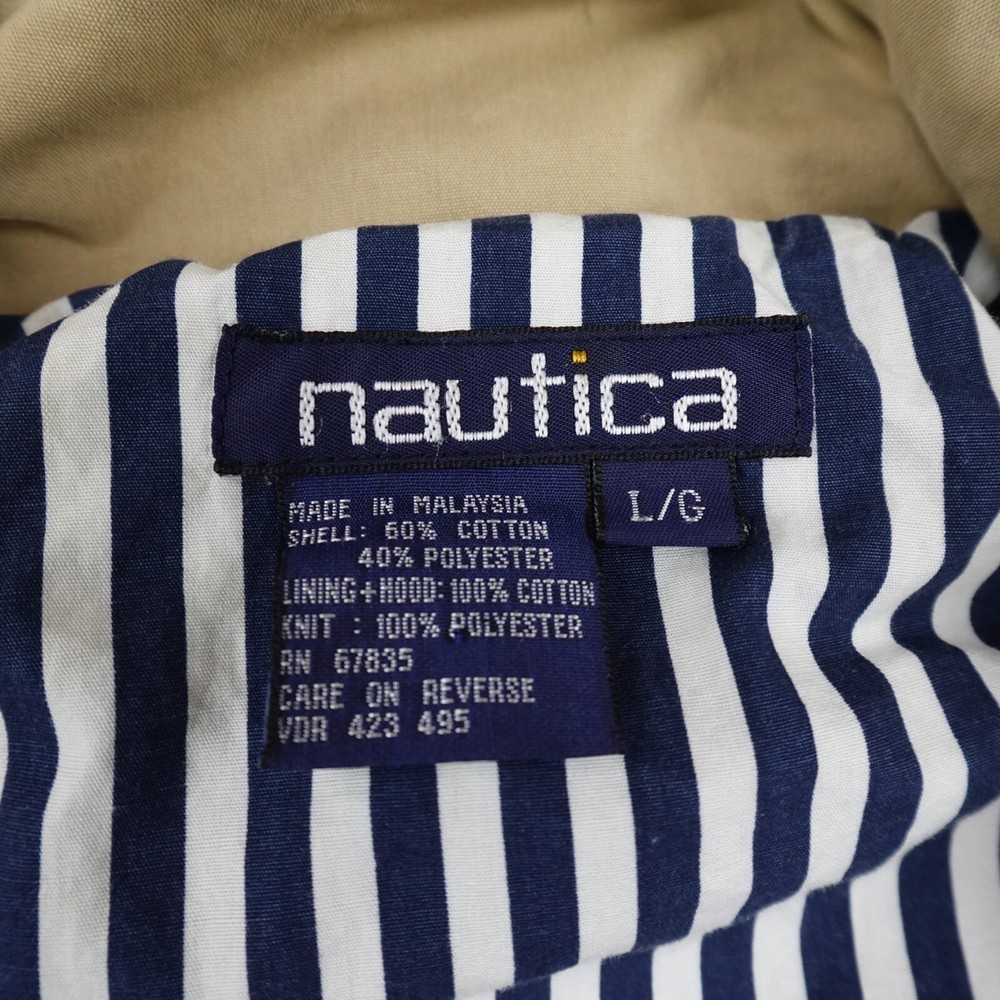 nautica
L/G
MADE IN MALAYSIA
SHELL: 60% COTTON
40% POLYESTER
LINING+HOOD: 100% COTTON
KNIT : 100% POLYESTER
RN 67835
CARE ON REVERSE
VDR 423 495